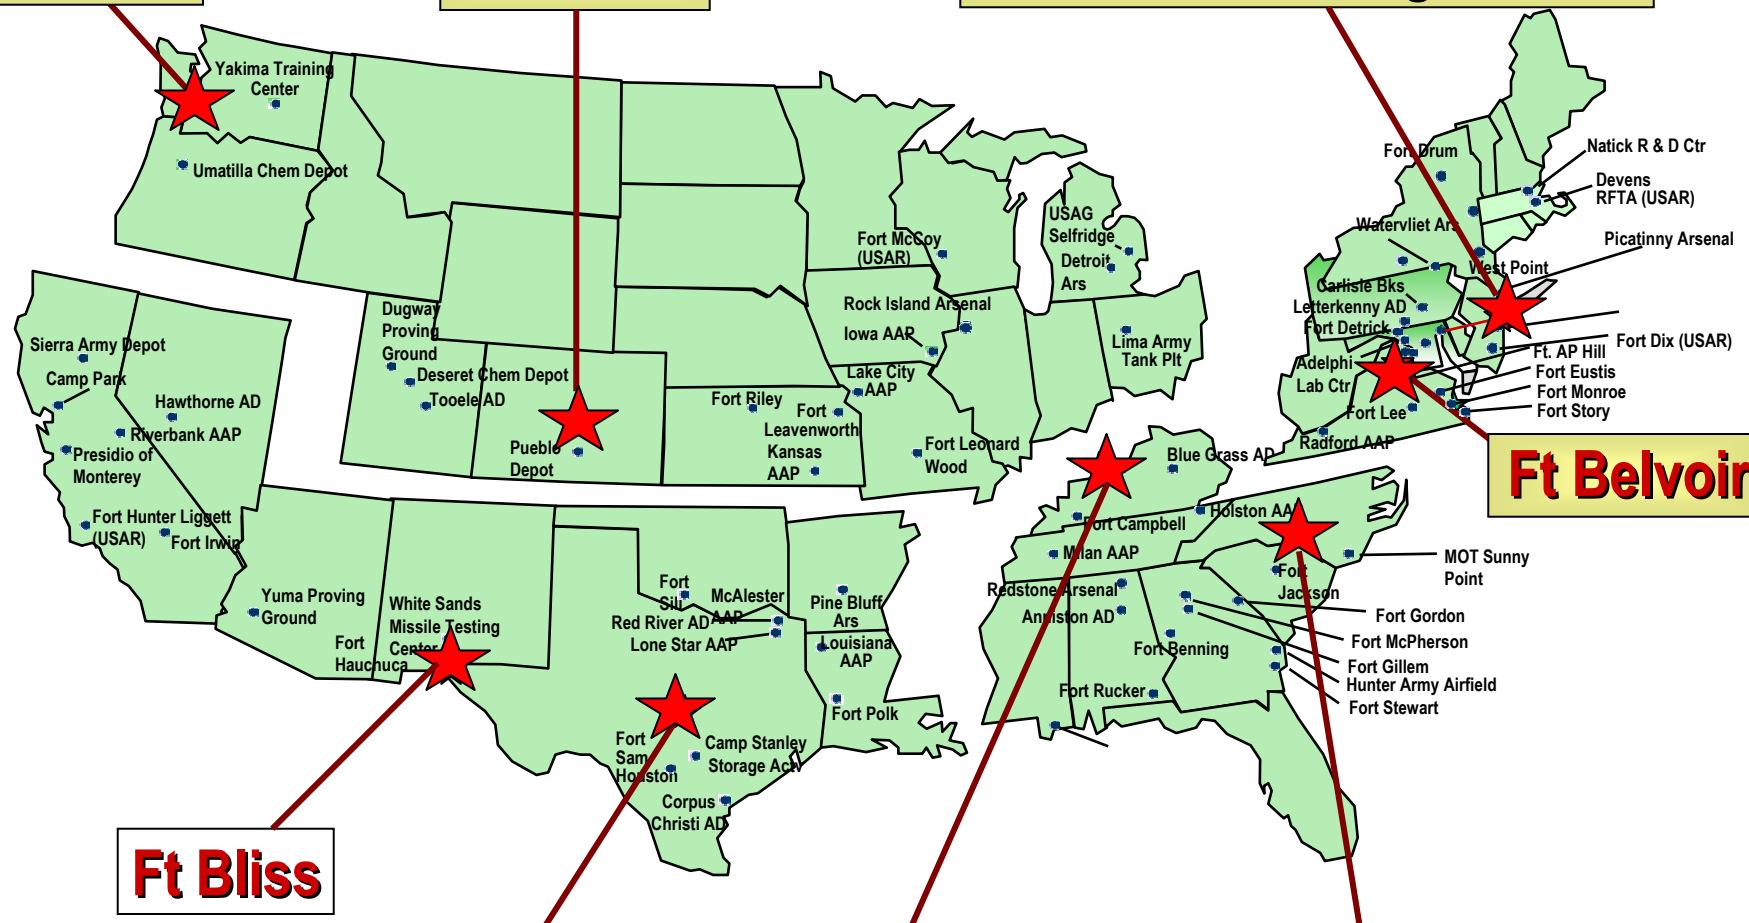 Yakima Training
Center
Umatilla Chem Depot
Sierra Army Depot
Camp Park
Hawthorne AD
Riverbank AAP
Presidio of
Monterey
Fort Hunter Liggett
(USAR)
Fort Irwin
Dugway
Proving
Ground
Deseret Chem Depot
Tooele AD
Pueblo
Depot
Yuma Proving
Ground
Fort
Hauchuca
White Sands
Missile Testing
Center
Fort McCoy
(USAR)
Rock Island Arsenal
Iowa AAP
Lake City
AAP
Fort Riley
Fort
Leavenworth
Kansas
AAP
Fort Leonard
Wood
Fort
Sill
McAlester
AAP
Red River AD
Lone Star AAP
Pine Bluff
Ars
Louisiana
AAP
Fort Polk
Fort
Sam
Houston
Camp Stanley
Storage Actv
Corpus
Christi AD
USAG
Selfridge
Detroit
Ars
Lima Army
Tank Plt
Fort Drum
Natick R & D Ctr
Devens
RFTA (USAR)
Watervliet Ars
Picatinny Arsenal
West Point
Carlisle Bks
Letterkenny AD
Fort Detrick
Fort Dix (USAR)
Adelphi
Lab Ctr
Ft. AP Hill
Fort Eustis
Fort Monroe
Fort Story
Fort Lee
Radford AAP
Blue Grass AD
Fort Campbell
Holston AA
Milan AAP
Redstone Arsenal
Anniston AD
Fort
Jackson
MOT Sunny
Point
Fort Gordon
Fort McPherson
Fort Gillem
Hunter Army Airfield
Fort Stewart
Fort Benning
Fort Rucker
Ft Belvoir
Ft Bliss